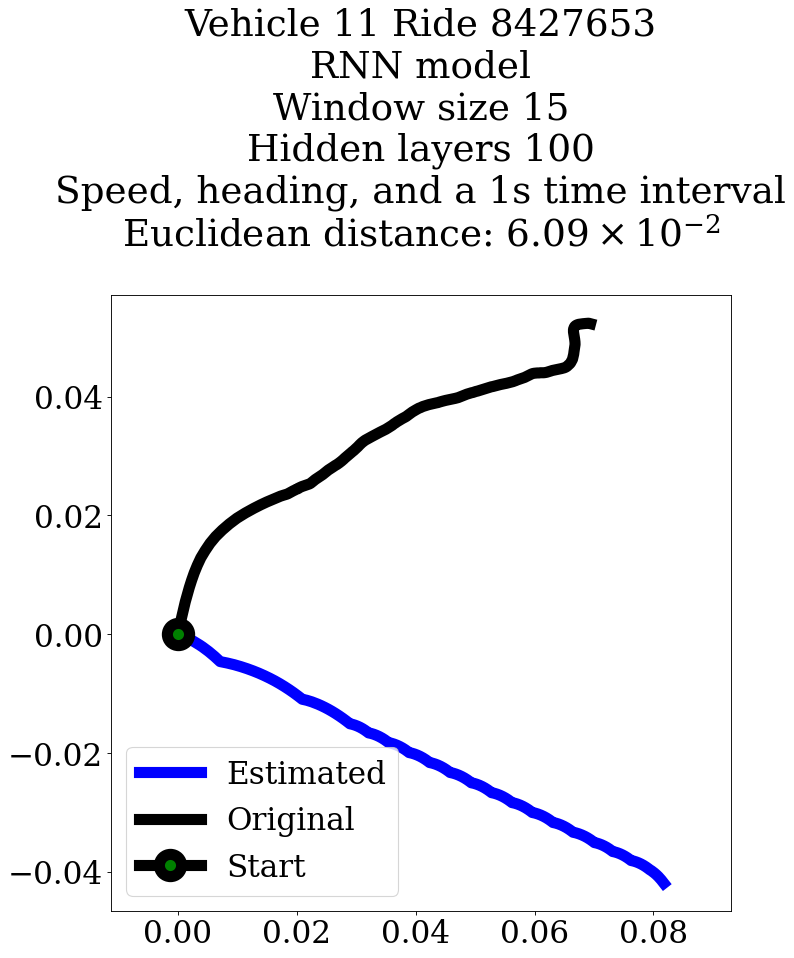 Vehicle 11 Ride 8427653
RNN model
Window size 15
Hidden layers 100
Speed, heading, and a 1s time interval
Euclidean distance: 6.09 × 10⁻²
0.04
0.02
0.00
−0.02
−0.04
Estimated
Original
Start
0.00 0.02 0.04 0.06 0.08